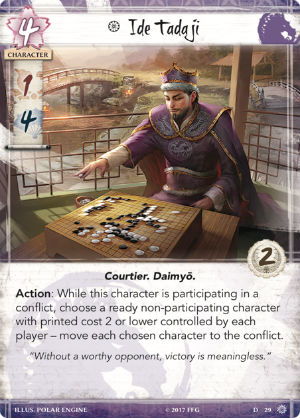 4
Ide Tadaji
CHARACTER
1
4
2
Courtier. Daimyō.
Action: While this character is participating in a
conflict, choose a ready non-participating character
with printed cost 2 or lower controlled by each
player – move each chosen character to the conflict.
“Without a worthy opponent, victory is meaningless.”
ILLUS. POLAR ENGINE © 2017 FFG D 29